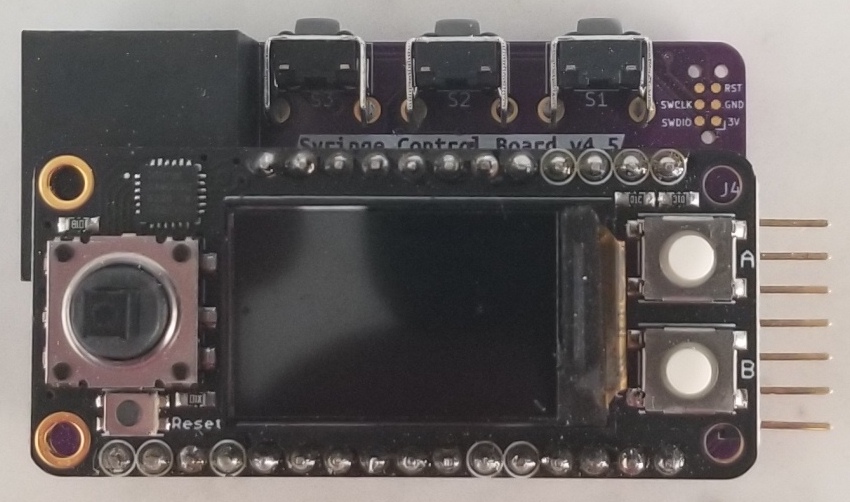 S3 S2 S1
RST
SWCLK GND
SWDIO 3V
Syringe Control Board v4.5
J4
A
B
Reset